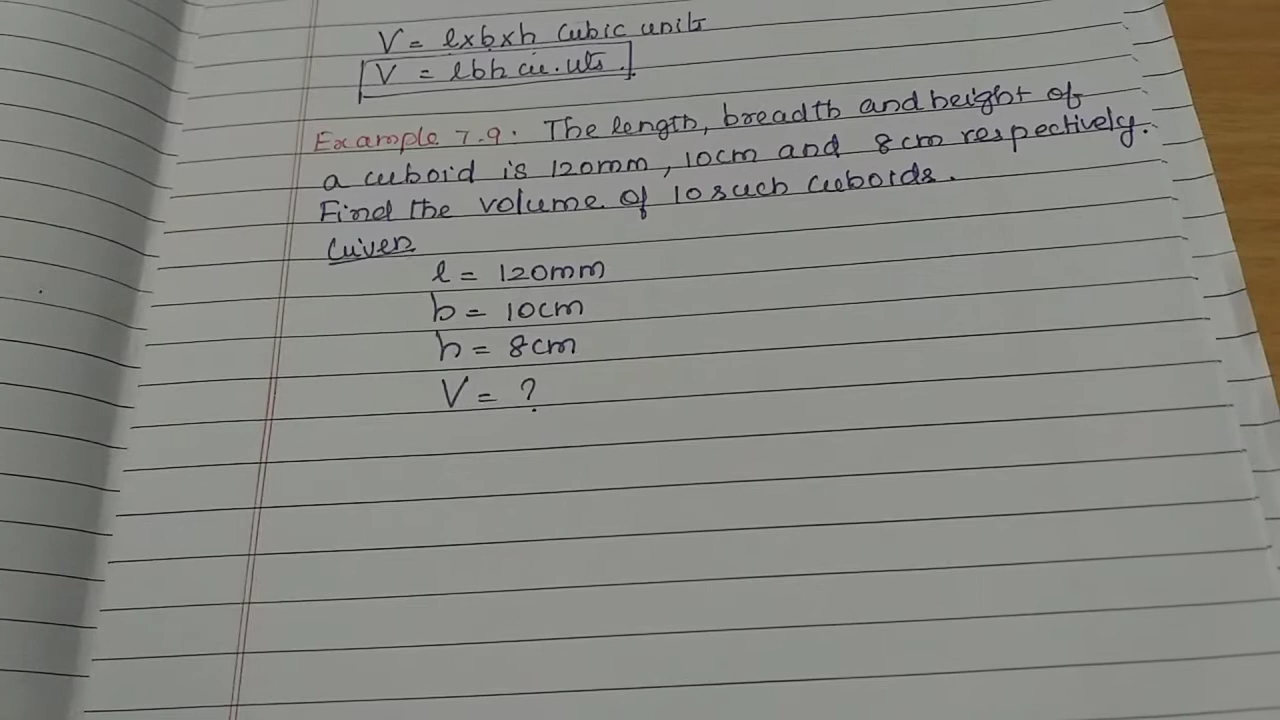 V = l×b×h cubic units
V = lbh cu.uts.
Example 7.9. The length, breadth and height of
a cuboid is 120mm, 10cm and 8cm respectively.
Find the volume of 10 such cuboids.
Given
l = 120mm
b = 10cm
h = 8cm
V = ?